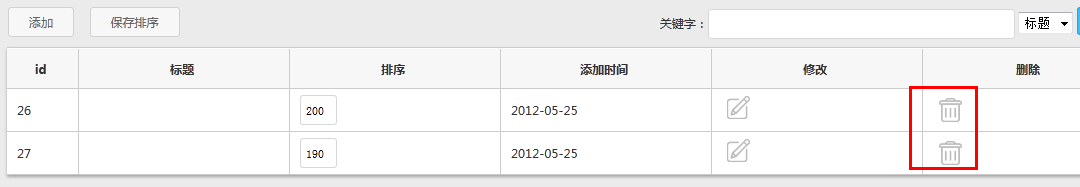 添加 保存排序 关键字： 标题
id 标题 排序 添加时间 修改 删除
26 200 2012-05-25
27 190 2012-05-25